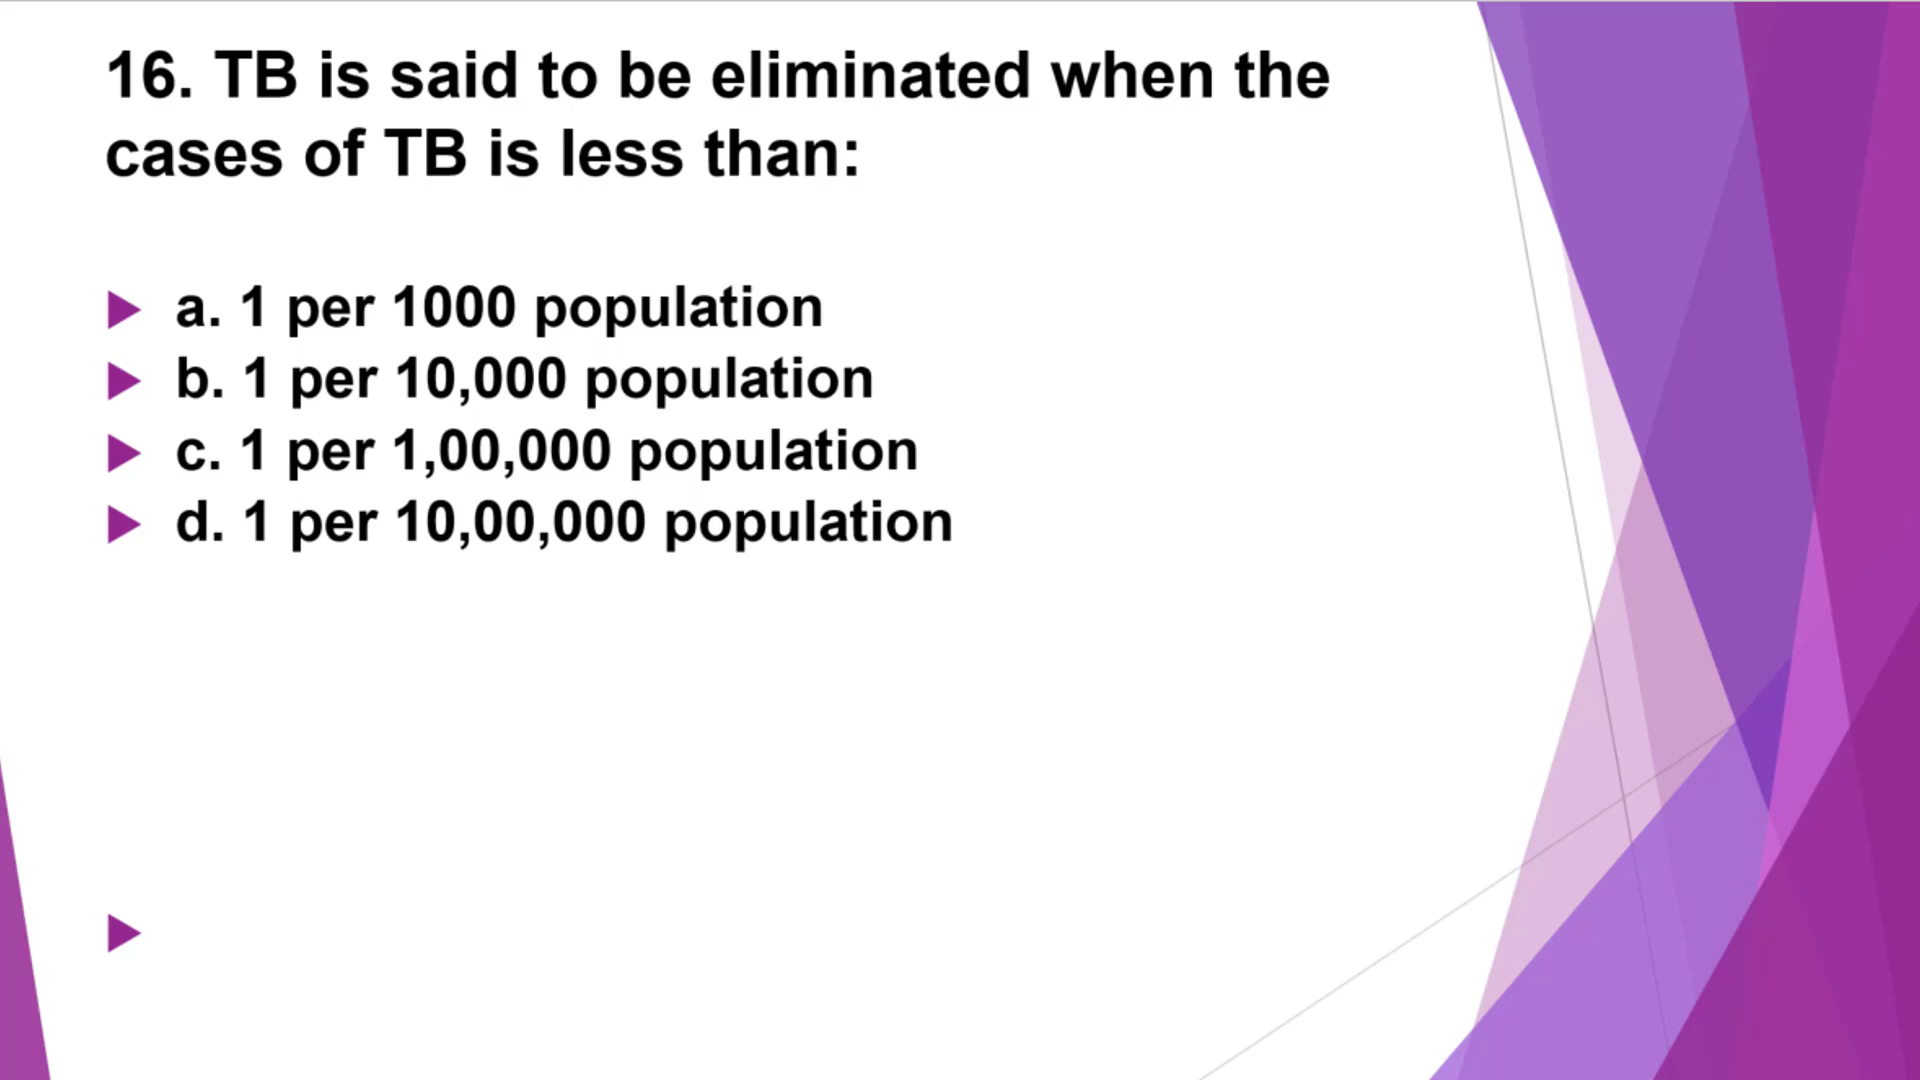 16. TB is said to be eliminated when the
cases of TB is less than:
a. 1 per 1000 population
b. 1 per 10,000 population
c. 1 per 1,00,000 population
d. 1 per 10,00,000 population